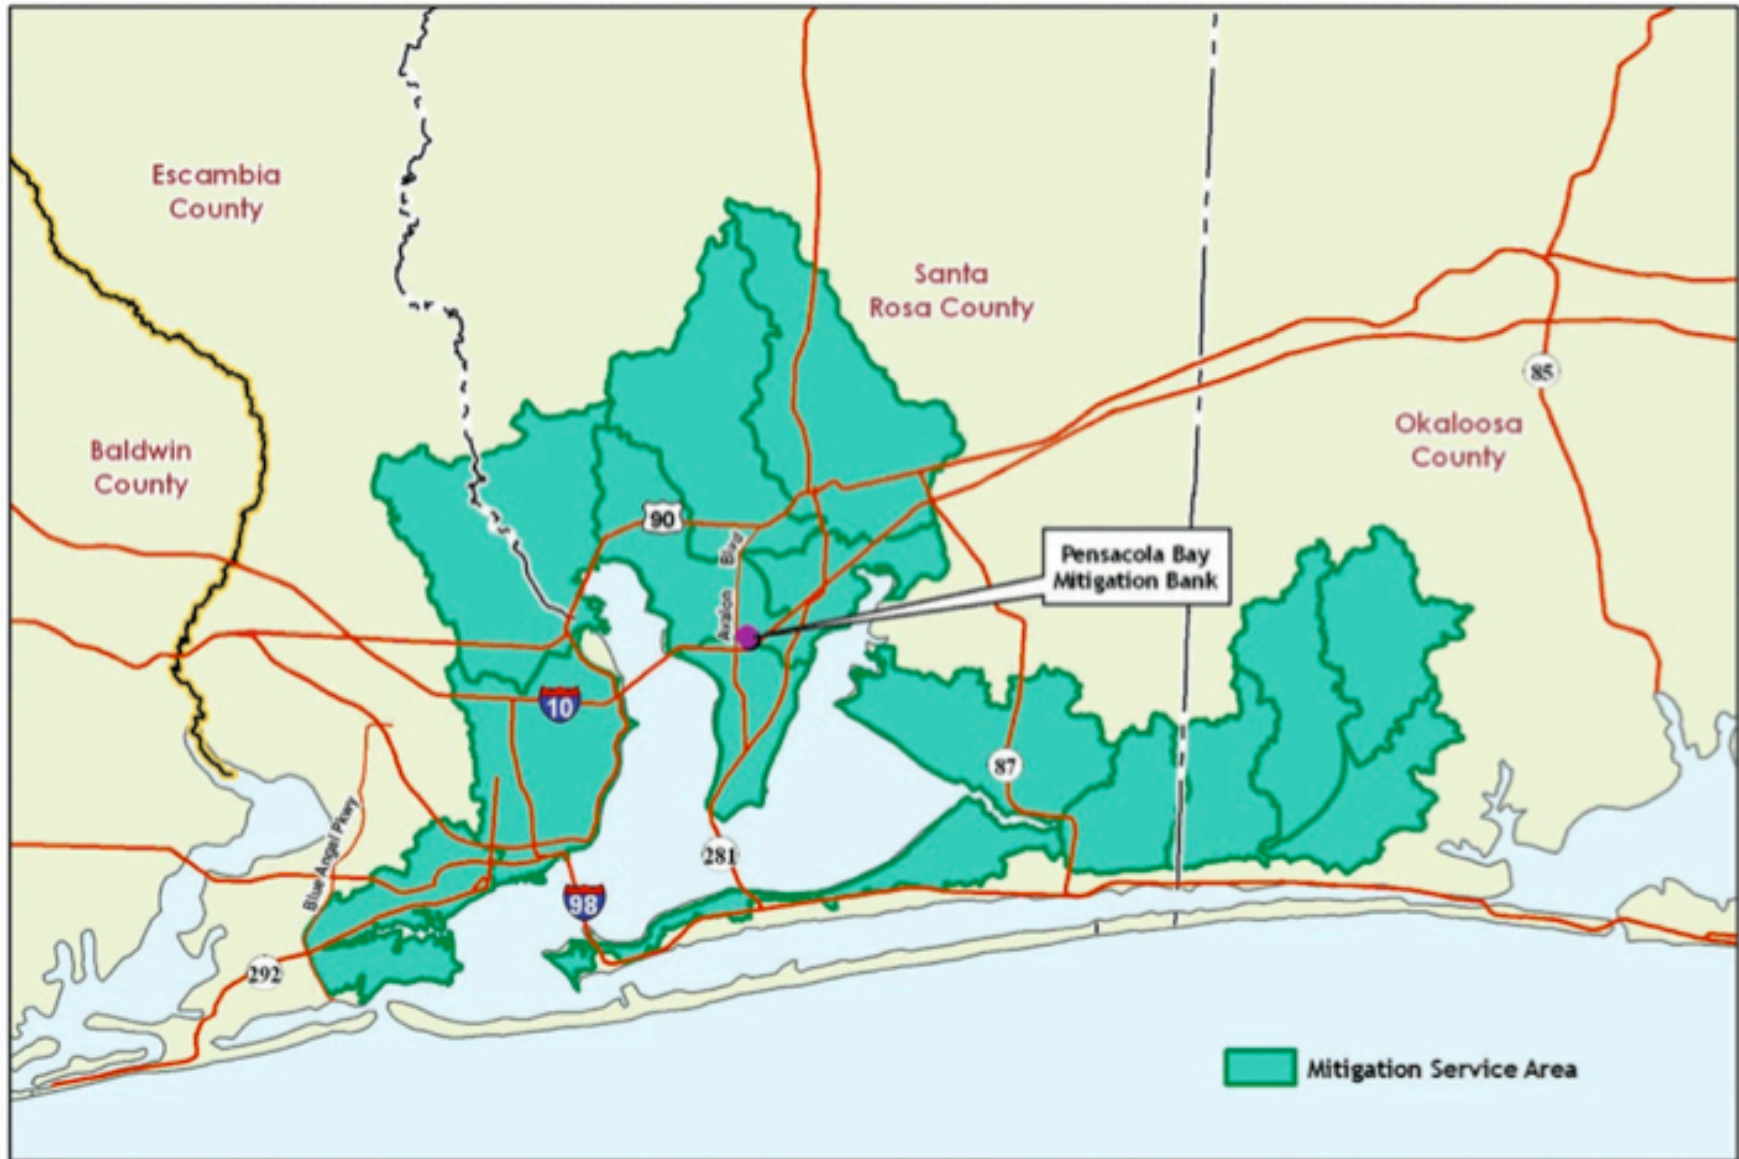 Escambia
County
Santa
Rosa County
Baldwin
County
Okaloosa
County
85
90
Avalon Blvd
Pensacola Bay
Mitigation Bank
10
87
Blue Angel Pkwy
281
98
292
Mitigation Service Area